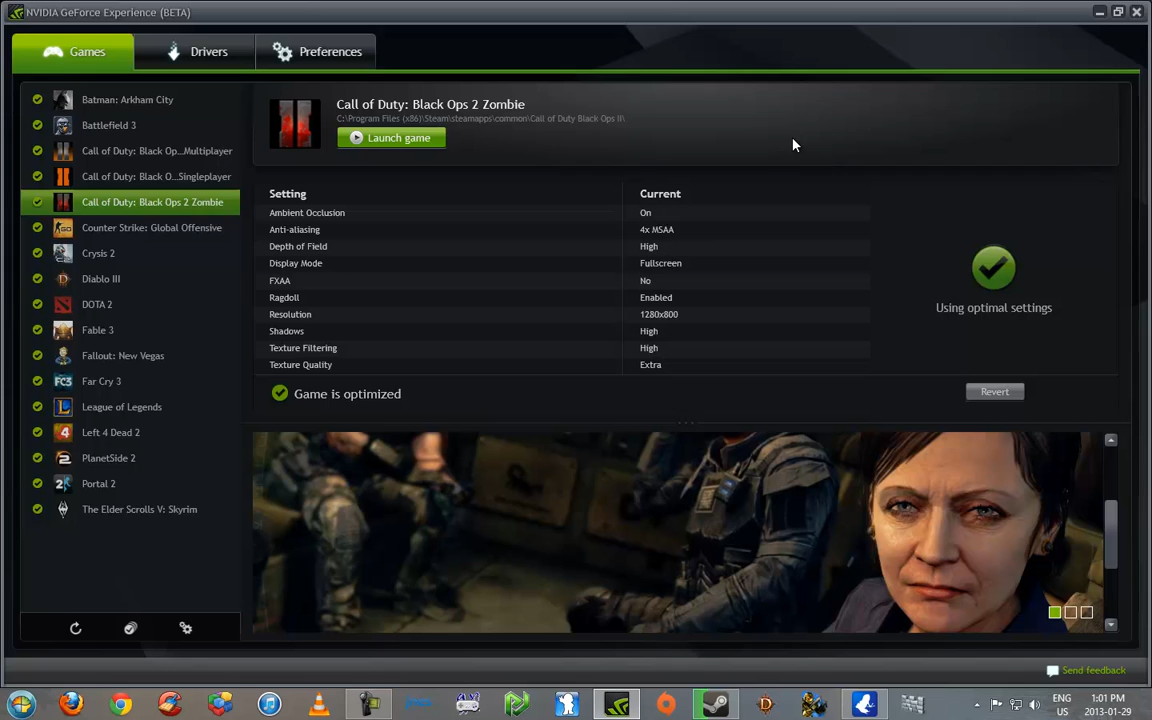 NVIDIA GeForce Experience (BETA)
Games
Drivers
Preferences
Batman: Arkham City
Battlefield 3
Call of Duty: Black Op...Multiplayer
Call of Duty: Black O...Singleplayer
Call of Duty: Black Ops 2 Zombie
Counter Strike: Global Offensive
Crysis 2
Diablo III
DOTA 2
Fable 3
Fallout: New Vegas
Far Cry 3
League of Legends
Left 4 Dead 2
PlanetSide 2
Portal 2
The Elder Scrolls V: Skyrim
Call of Duty: Black Ops 2 Zombie
C:\Program Files (x86)\Steam\steamapps\common\Call of Duty Black Ops II\
Launch game
Setting Current
Ambient Occlusion On
Anti-aliasing 4x MSAA
Depth of Field High
Display Mode Fullscreen
FXAA No
Ragdoll Enabled
Resolution 1280x800
Shadows High
Texture Filtering High
Texture Quality Extra
Using optimal settings
Game is optimized
Revert
Send feedback
ENG
US
1:01 PM
2013-01-29